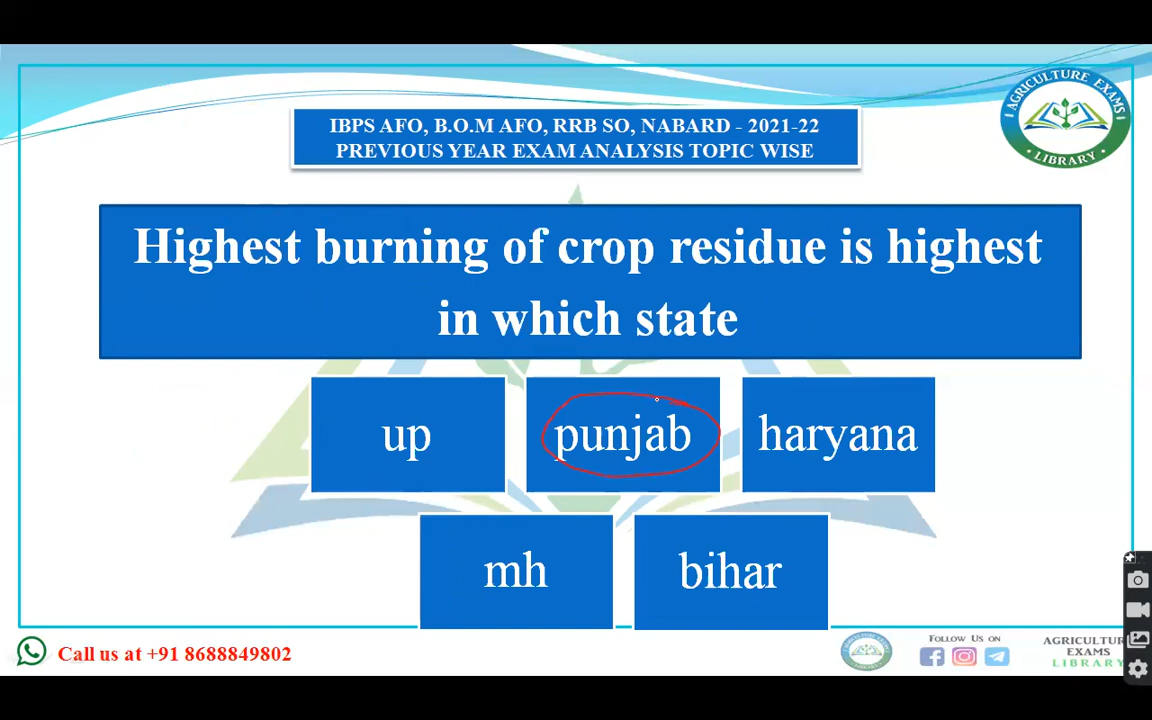 IBPS AFO, B.O.M AFO, RRB SO, NABARD - 2021-22
PREVIOUS YEAR EXAM ANALYSIS TOPIC WISE
AGRICULTURE EXAMS
LIBRARY
Highest burning of crop residue is highest
in which state
up
punjab
haryana
mh
bihar
Call us at +91 8688849802
FOLLOW US ON
AGRICULTUR
EXAMS
LIBRARY